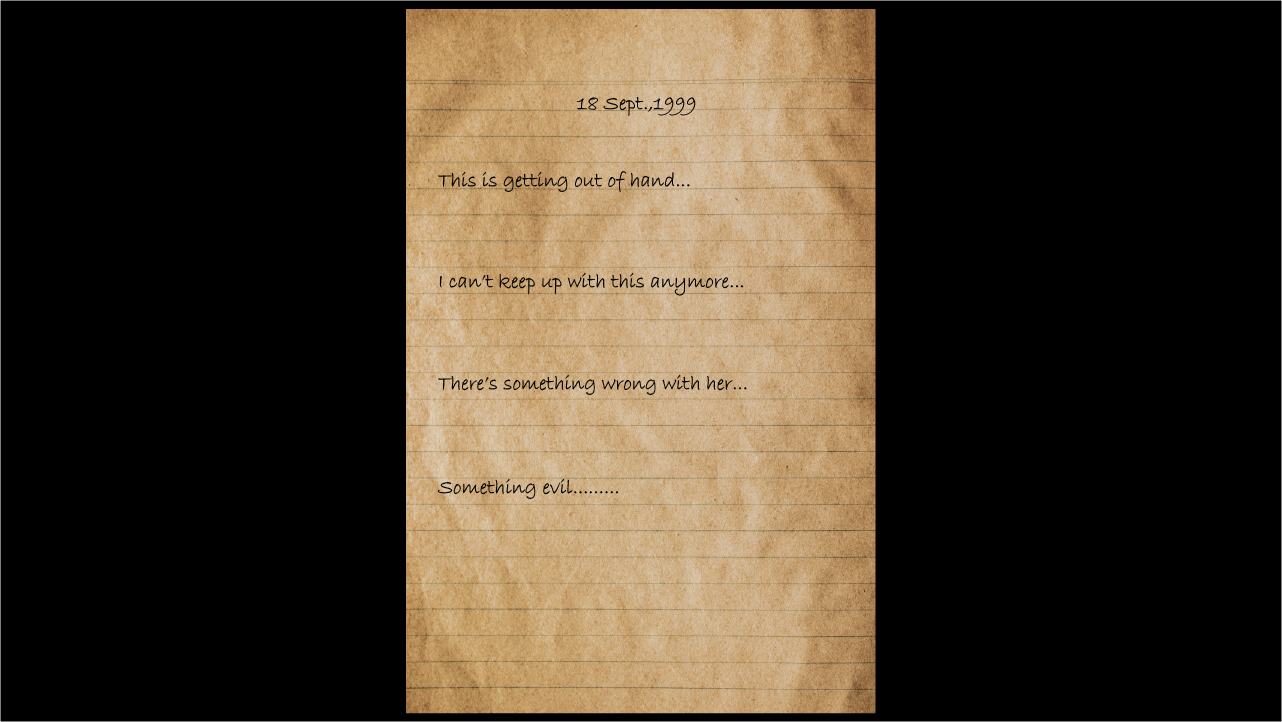 18 Sept.,1999
This is getting out of hand...
I can't keep up with this anymore...
There's something wrong with her...
Something evil.........